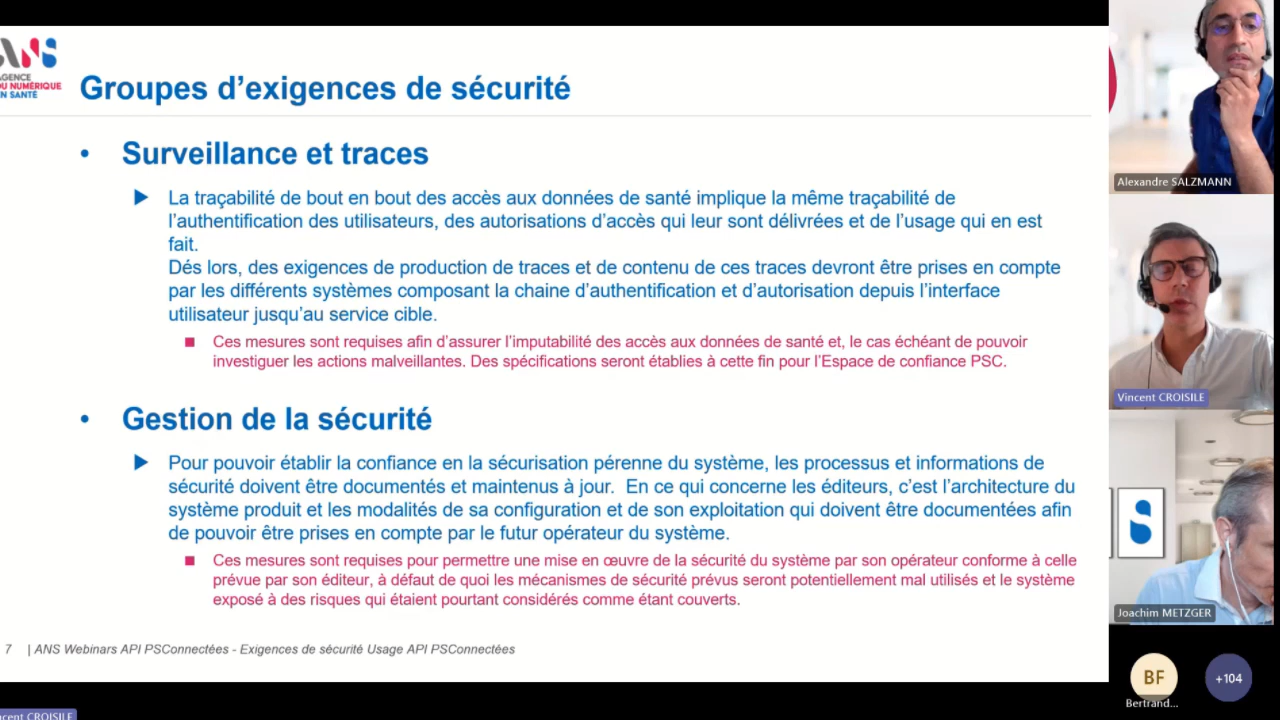 ANS
AGENCE
DU NUMÉRIQUE
EN SANTÉ
Groupes d’exigences de sécurité
• Surveillance et traces
La traçabilité de bout en bout des accès aux données de santé implique la même traçabilité de
l’authentification des utilisateurs, des autorisations d’accès qui leur sont délivrées et de l’usage qui en est
fait.
Dés lors, des exigences de production de traces et de contenu de ces traces devront être prises en compte
par les différents systèmes composant la chaine d’authentification et d’autorisation depuis l’interface
utilisateur jusqu’au service cible.
Ces mesures sont requises afin d’assurer l’imputabilité des accès aux données de santé et, le cas échéant de pouvoir
investiguer les actions malveillantes. Des spécifications seront établies à cette fin pour l’Espace de confiance PSC.
• Gestion de la sécurité
Pour pouvoir établir la confiance en la sécurisation pérenne du système, les processus et informations de
sécurité doivent être documentés et maintenus à jour.  En ce qui concerne les éditeurs, c’est l’architecture du
système produit et les modalités de sa configuration et de son exploitation qui doivent être documentées afin
de pouvoir être prises en compte par le futur opérateur du système.
Ces mesures sont requises pour permettre une mise en œuvre de la sécurité du système par son opérateur conforme à celle
prévue par son éditeur, à défaut de quoi les mécanismes de sécurité prévus seront potentiellement mal utilisés et le système
exposé à des risques qui étaient pourtant considérés comme étant couverts.
7 | ANS Webinars API PSConnectées - Exigences de sécurité Usage API PSConnectées
Alexandre SALZMANN
Vincent CROISILE
Joachim METZGER
BF
Bertrand...
+104
ncent CROISILE